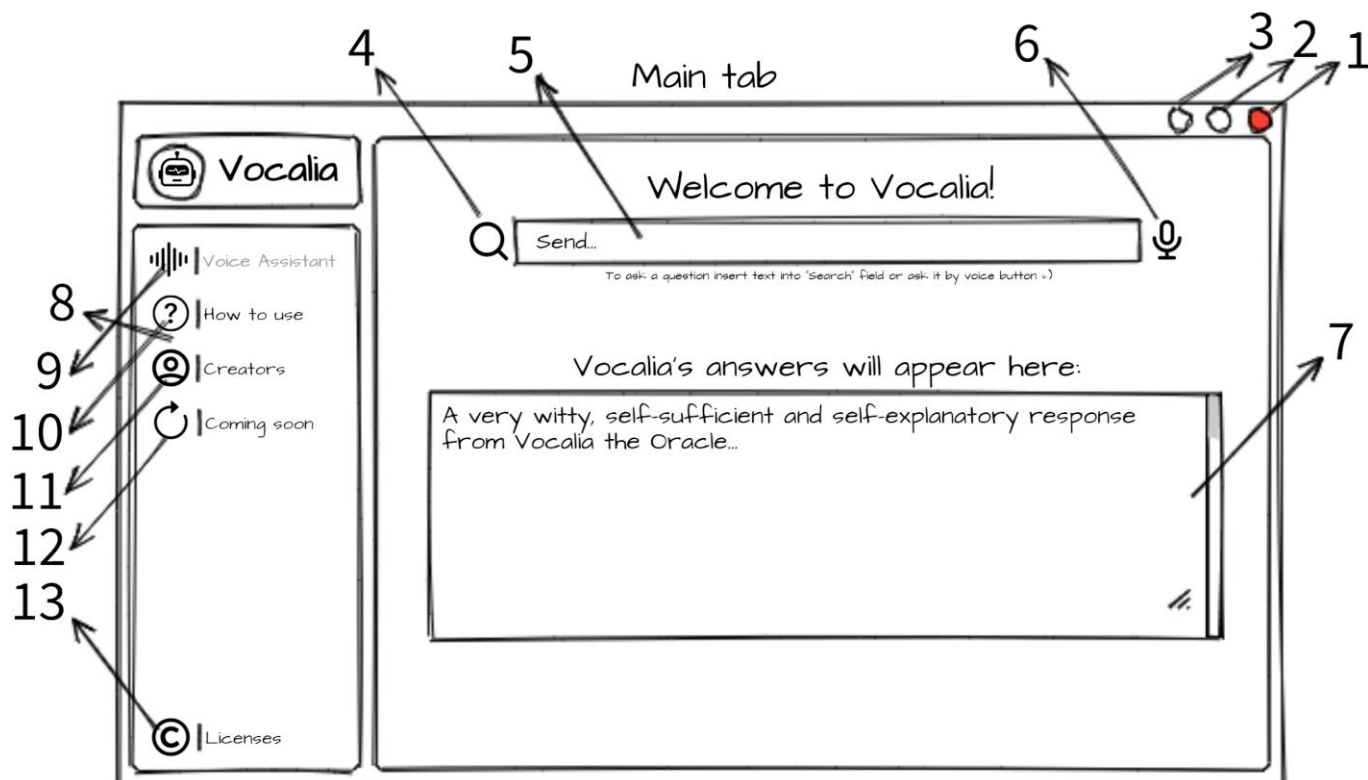 4
5
Main tab
6
3
2
1
Vocalia
Welcome to Vocalia!
Send...
To ask a question insert text into "Search" field or ask it by voice button =)
Voice Assistant
8
How to use
9
Creators
10
Coming soon
11
12
13
Licenses
Vocalia's answers will appear here:
7
A very witty, self-sufficient and self-explanatory response
from Vocalia the Oracle...